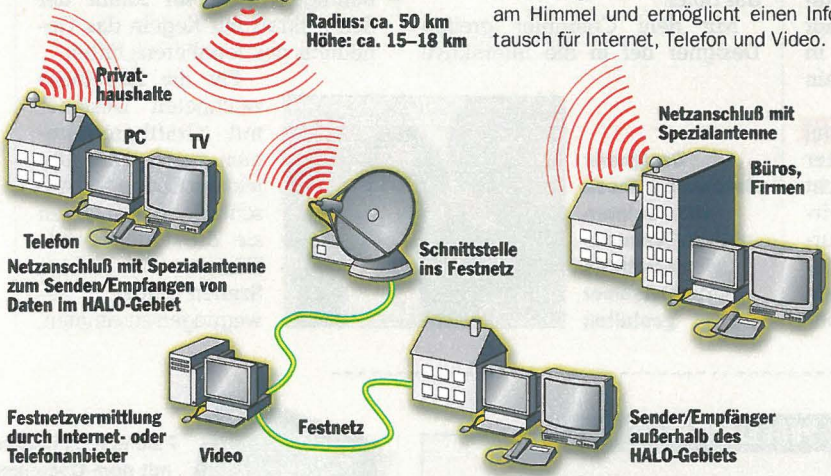 Radius: ca. 50 km
Höhe: ca. 15–18 km
am Himmel und ermöglicht einen Inf
tausch für Internet, Telefon und Video.
Privat-
haushalte
PC
TV
Telefon
Netzanschluß mit Spezialantenne
zum Senden/Empfangen von
Daten im HALO-Gebiet
Schnittstelle
ins Festnetz
Netzanschluß mit
Spezialantenne
Büros,
Firmen
Festnetzvermittlung
durch Internet- oder
Telefonanbieter
Video
Festnetz
Sender/Empfänger
außerhalb des
HALO-Gebiets